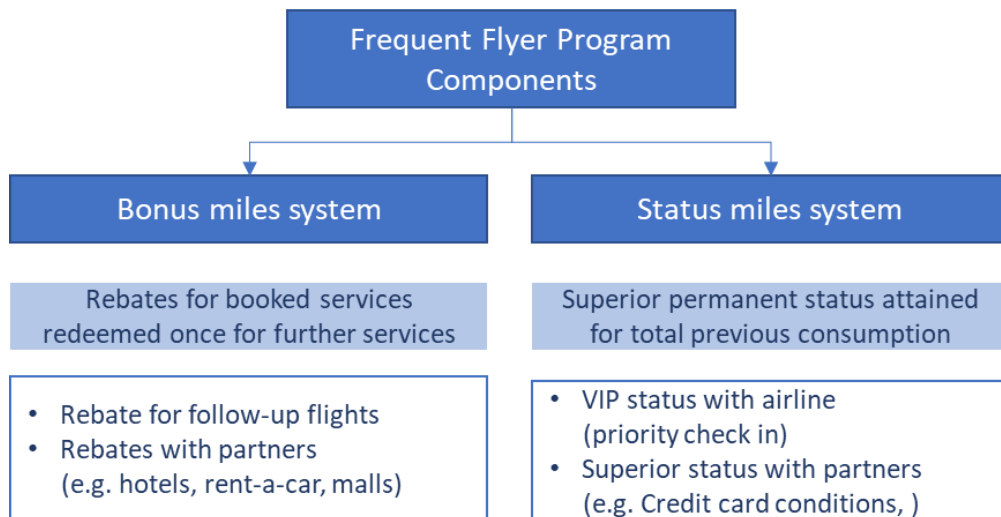 Frequent Flyer Program
Components
Bonus miles system
Status miles system
Rebates for booked services
redeemed once for further services
Superior permanent status attained
for total previous consumption
• Rebate for follow-up flights
• Rebates with partners
(e.g. hotels, rent-a-car, malls)
• VIP status with airline
(priority check in)
• Superior status with partners
(e.g. Credit card conditions, )